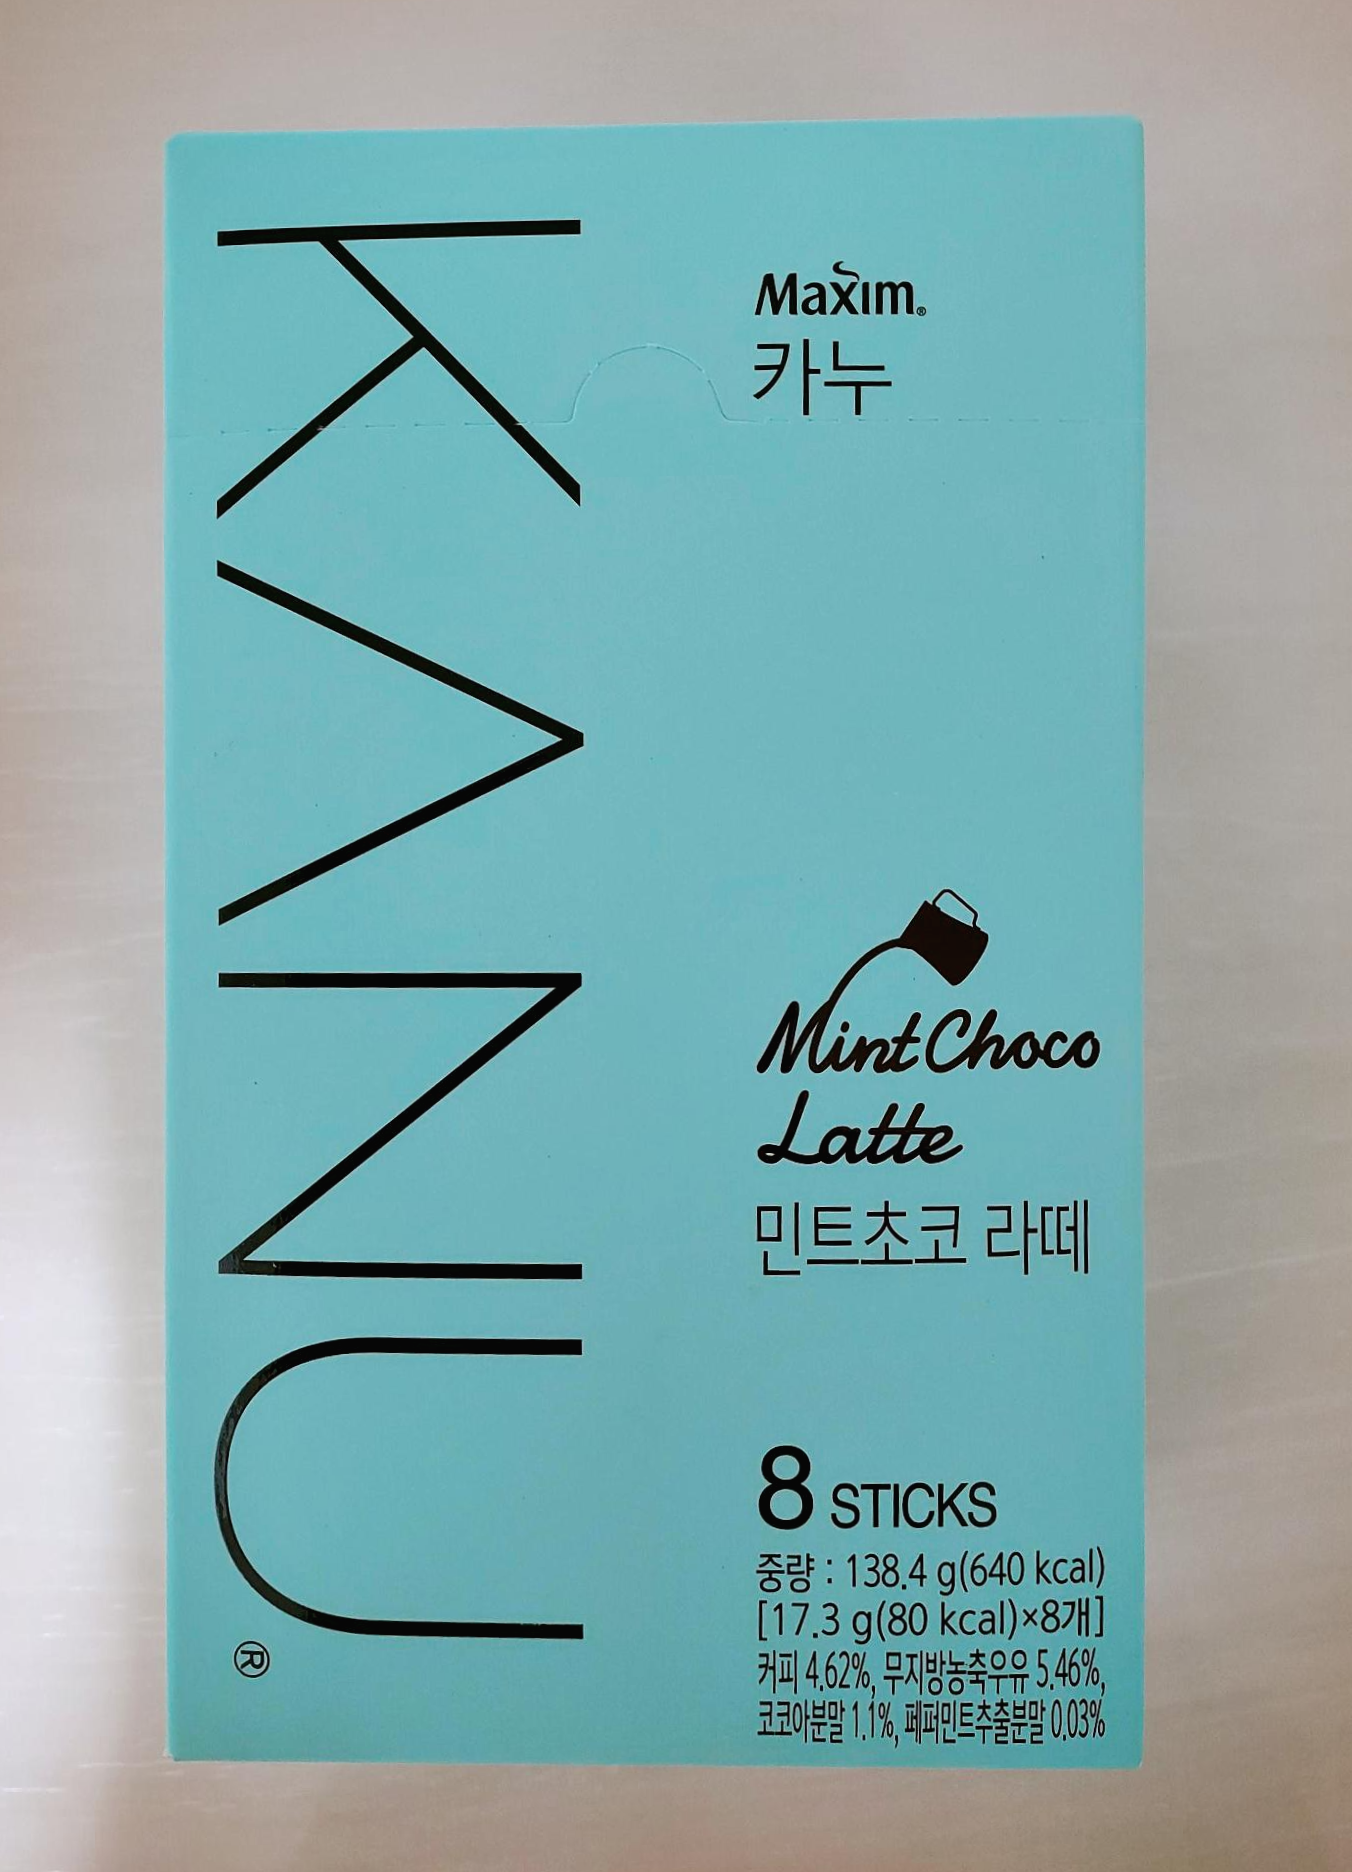 KANU®
Maxim®
카누
Mint Choco
Latte
민트초코 라떼
8 STICKS
중량 : 138.4 g(640 kcal)
[17.3 g(80 kcal)×8개]
커피 4.62%, 무지방농축우유 5.46%,
코코아분말 1.1%, 페퍼민트추출분말 0.03%